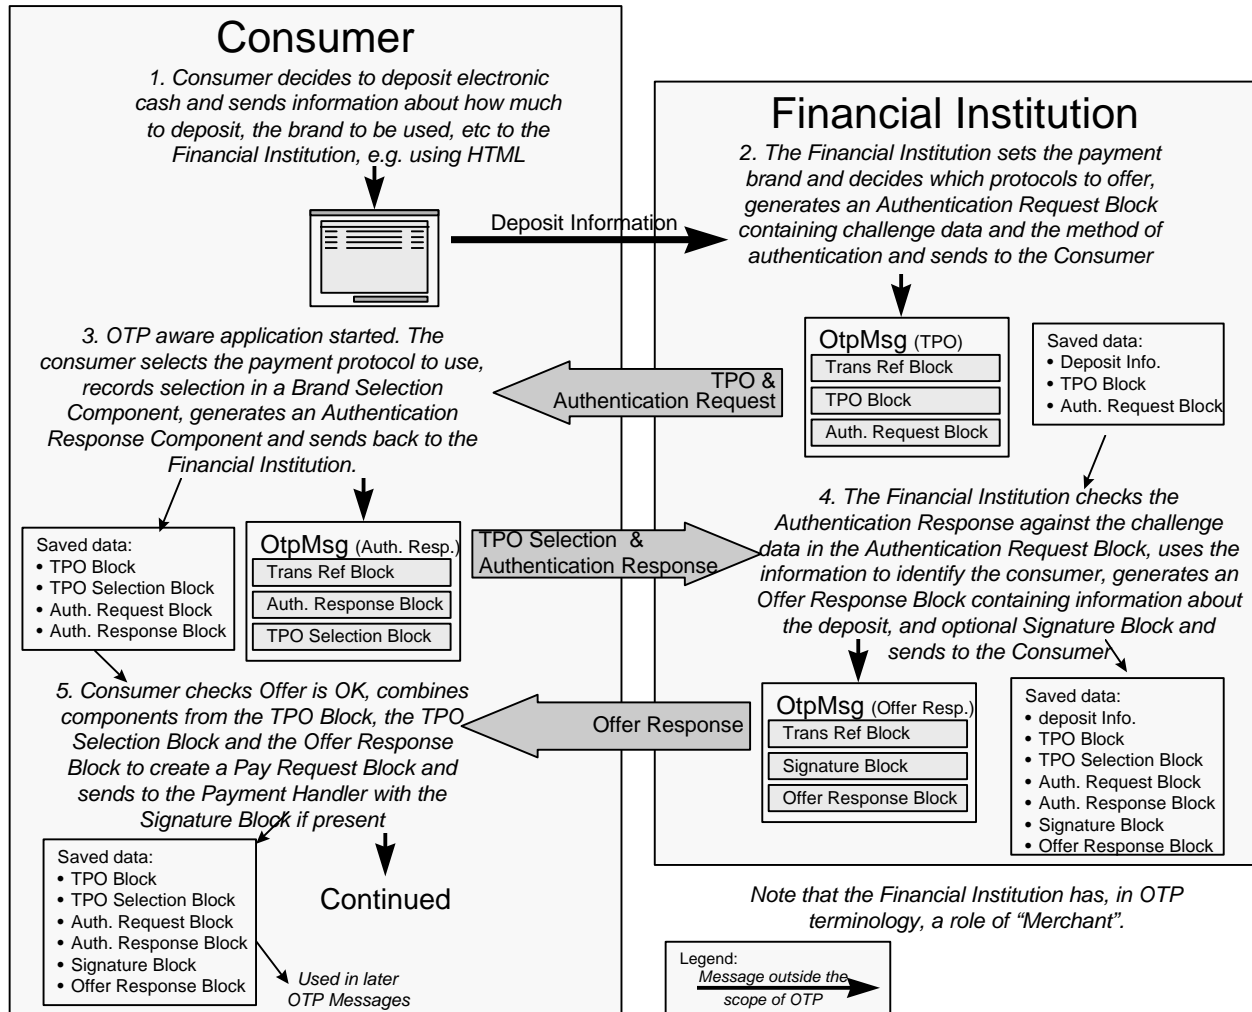 Consumer
1. Consumer decides to deposit electronic
cash and sends information about how much
to deposit, the brand to be used, etc to the
Financial Institution, e.g. using HTML
Financial Institution
2. The Financial Institution sets the payment
brand and decides which protocols to offer,
generates an Authentication Request Block
containing challenge data and the method of
authentication and sends to the Consumer
Deposit Information
OtpMsg (TPO)
Trans Ref Block
TPO Block
Auth. Request Block
Saved data:
• Deposit Info.
• TPO Block
• Auth. Request Block
TPO &
Authentication Request
3. OTP aware application started. The
consumer selects the payment protocol to use,
records selection in a Brand Selection
Component, generates an Authentication
Response Component and sends back to the
Financial Institution.
Saved data:
• TPO Block
• TPO Selection Block
• Auth. Request Block
• Auth. Response Block
OtpMsg (Auth. Resp.)
Trans Ref Block
Auth. Response Block
TPO Selection Block
TPO Selection &
Authentication Response
4. The Financial Institution checks the
Authentication Response against the challenge
data in the Authentication Request Block, uses the
information to identify the consumer, generates an
Offer Response Block containing information about
the deposit, and optional Signature Block and
sends to the Consumer
OtpMsg (Offer Resp.)
Trans Ref Block
Signature Block
Offer Response Block
Saved data:
• deposit Info.
• TPO Block
• TPO Selection Block
• Auth. Request Block
• Auth. Response Block
• Signature Block
• Offer Response Block
Offer Response
5. Consumer checks Offer is OK, combines
components from the TPO Block, the TPO
Selection Block and the Offer Response
Block to create a Pay Request Block and
sends to the Payment Handler with the
Signature Block if present
Saved data:
• TPO Block
• TPO Selection Block
• Auth. Request Block
• Auth. Response Block
• Signature Block
• Offer Response Block
Continued
Used in later
OTP Messages
Note that the Financial Institution has, in OTP
terminology, a role of “Merchant”.
Legend:
Message outside the
scope of OTP